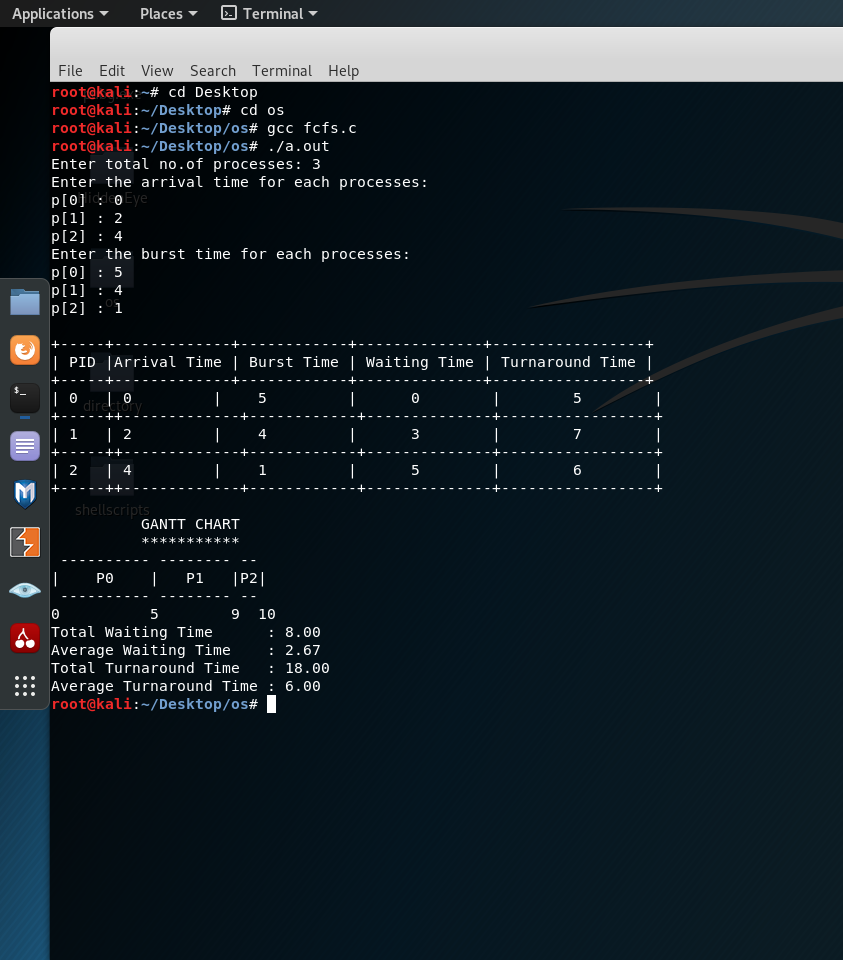 Applications Places Terminal
File Edit View Search Terminal Help
root@kali:~# cd Desktop
root@kali:~/Desktop# cd os
root@kali:~/Desktop/os# gcc fcfs.c
root@kali:~/Desktop/os# ./a.out
Enter total no.of processes: 3
Enter the arrival time for each processes:
HiddenEye
p[0] : 0
p[1] : 2
p[2] : 4
Enter the burst time for each processes:
p[0] : 5
p[1] : 4
os
p[2] : 1
+-----+-------------+------------+--------------+-----------------+
| PID |Arrival Time | Burst Time | Waiting Time | Turnaround Time |
+-----+-------------+------------+--------------+-----------------+
| 0   | 0         |    5         |      0        |        5        |
directory
+-----++-------------+------------+--------------+-----------------+
| 1   | 2         |    4         |      3        |        7        |
+-----++-------------+------------+--------------+-----------------+
| 2   | 4         |    1         |      5        |        6        |
+-----++-------------+------------+--------------+-----------------+
shellscripts
GANTT CHART
***********
---------- -------- --
|    P0    |   P1   |P2|
---------- -------- --
0          5        9  10
Total Waiting Time      : 8.00
Average Waiting Time    : 2.67
Total Turnaround Time   : 18.00
Average Turnaround Time : 6.00
root@kali:~/Desktop/os#